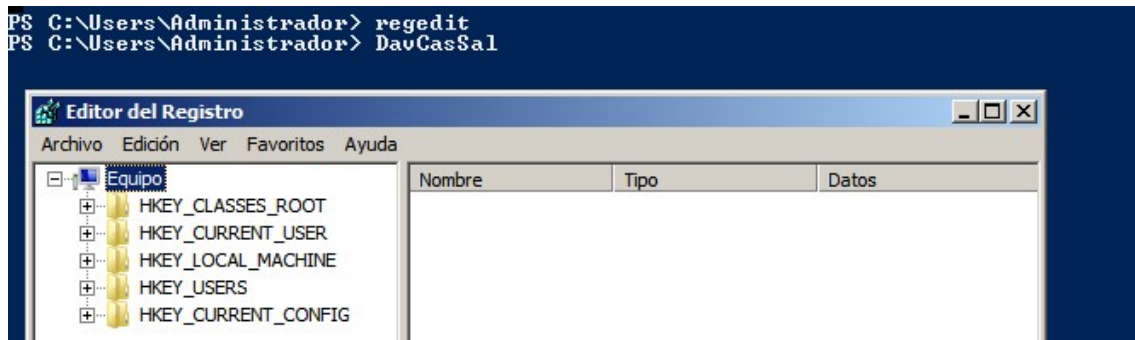 PS C:\Users\Administrador> regedit
PS C:\Users\Administrador> DavCasSal
Editor del Registro
Archivo Edición Ver Favoritos Ayuda
Equipo
HKEY_CLASSES_ROOT
HKEY_CURRENT_USER
HKEY_LOCAL_MACHINE
HKEY_USERS
HKEY_CURRENT_CONFIG
Nombre Tipo Datos